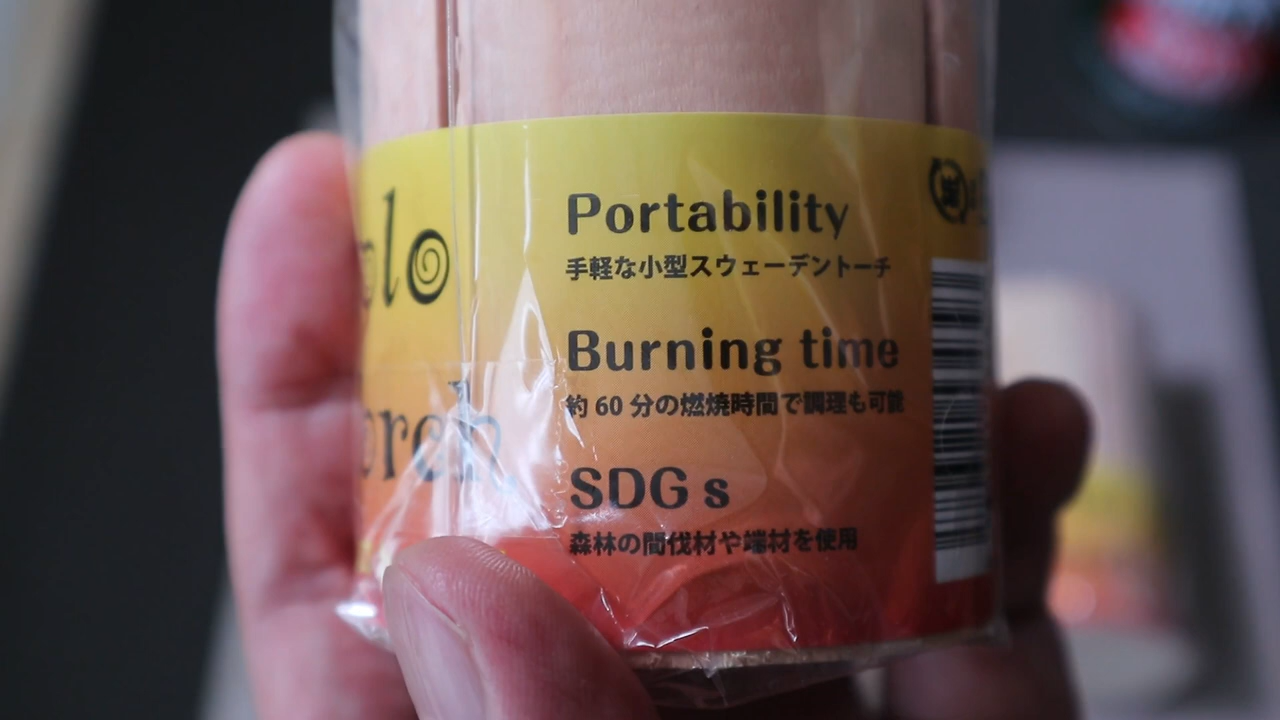 lo
Portability
手軽な小型スウェーデントーチ
Burning time
約 60 分の燃焼時間で調理も可能
orch
SDG s
森林の間伐材や端材を使用